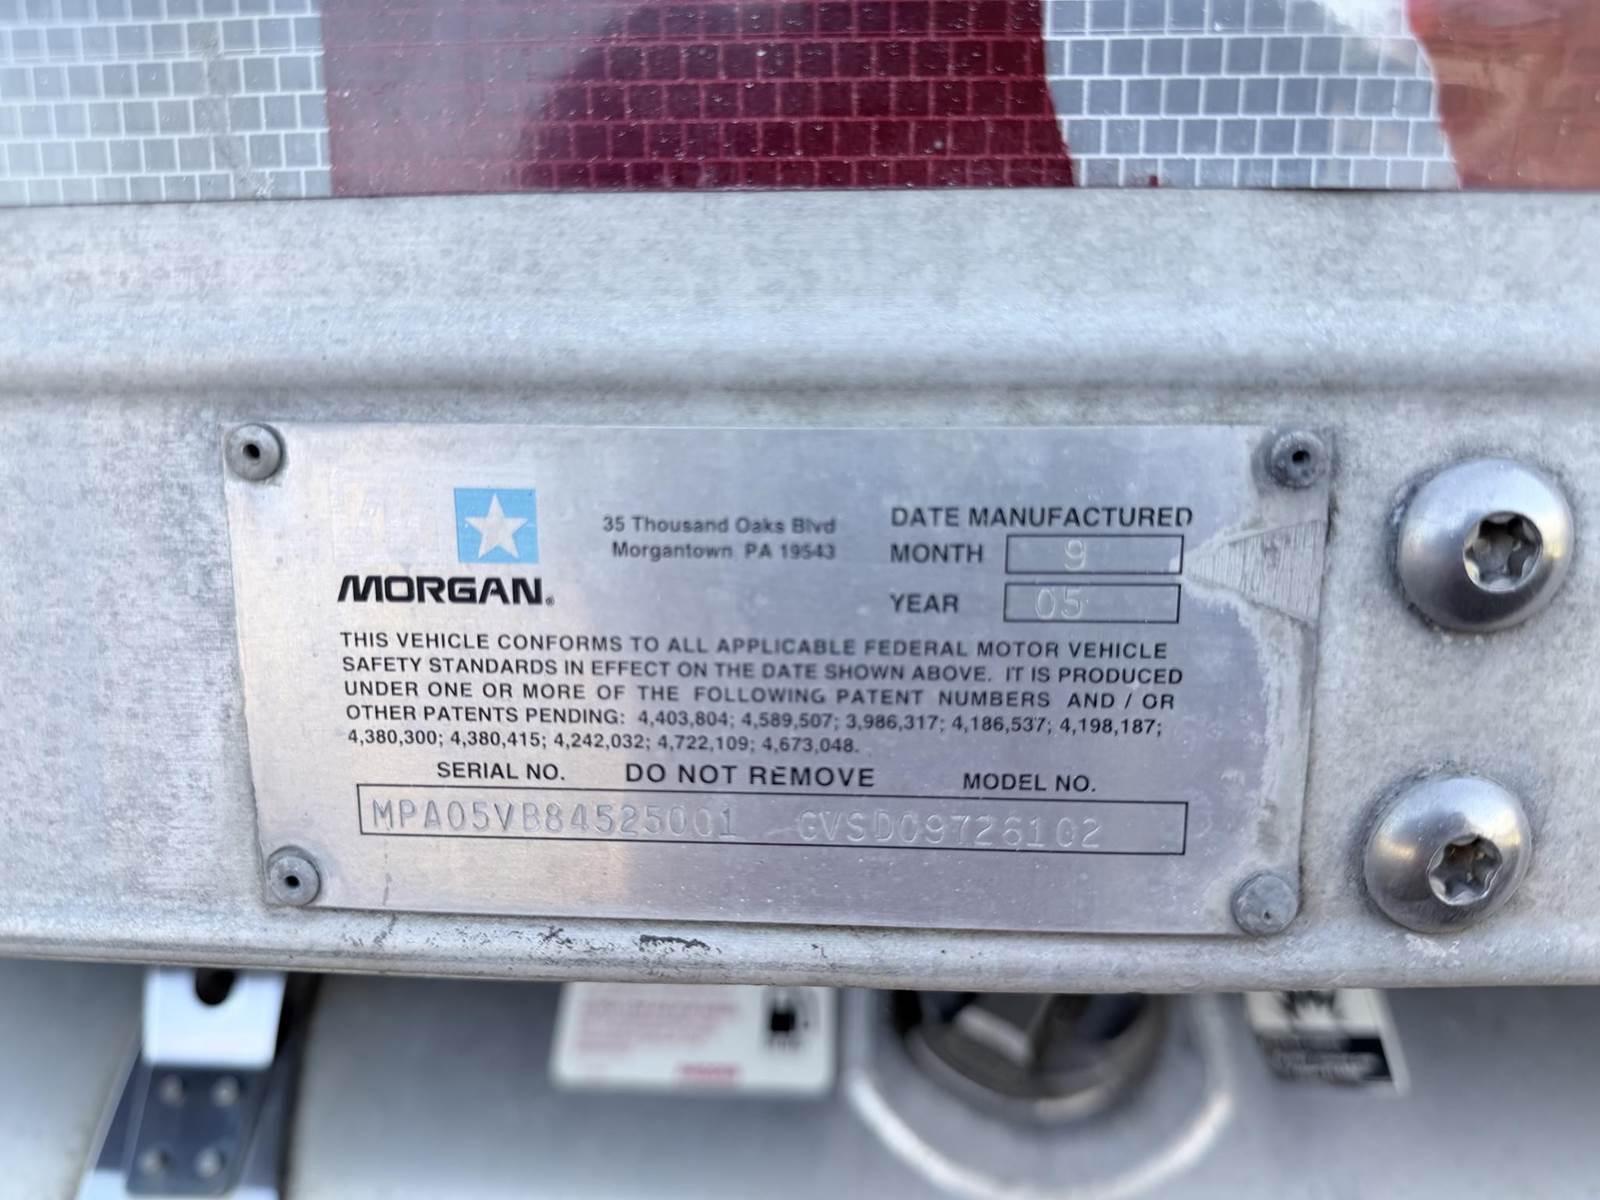 35 Thousand Oaks Blvd
Morgantown PA 19543
DATE MANUFACTURED
MONTH 9
YEAR 05
MORGAN®
THIS VEHICLE CONFORMS TO ALL APPLICABLE FEDERAL MOTOR VEHICLE
SAFETY STANDARDS IN EFFECT ON THE DATE SHOWN ABOVE. IT IS PRODUCED
UNDER ONE OR MORE OF THE FOLLOWING PATENT NUMBERS AND / OR
OTHER PATENTS PENDING: 4,403,804; 4,589,507; 3,986,317; 4,186,537; 4,198,187;
4,380,300; 4,380,415; 4,242,032; 4,722,109; 4,673,048.
SERIAL NO. DO NOT REMOVE MODEL NO.
MPA05VB84525001 GVSD09726102